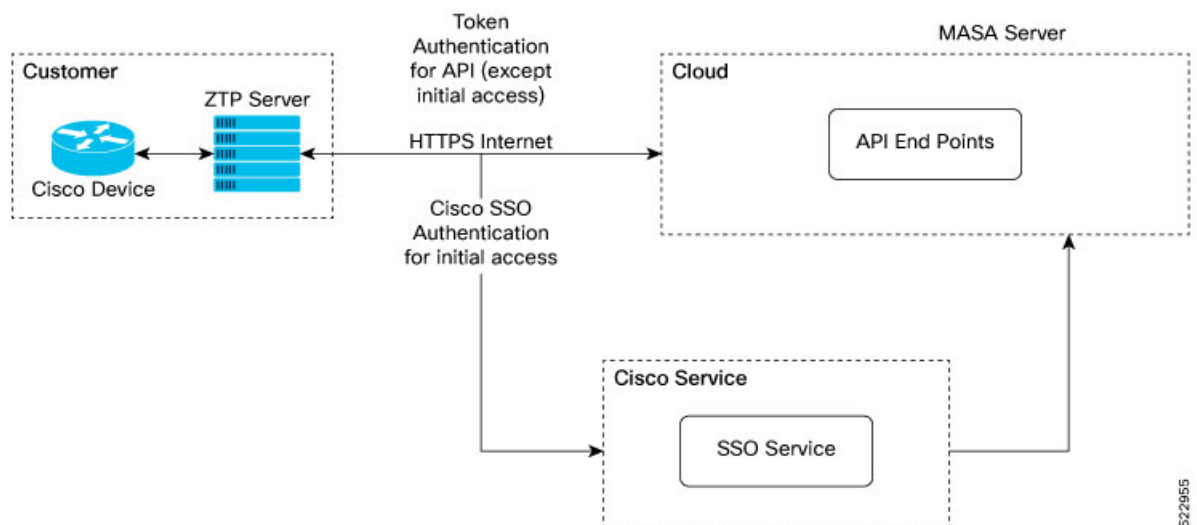 Token
Authentication
for API (except
initial access)
MASA Server
Customer
Cloud
ZTP Server
API End Points
HTTPS Internet
Cisco Device
Cisco SSO
Authentication
for initial access
Cisco Service
SSO Service
522955